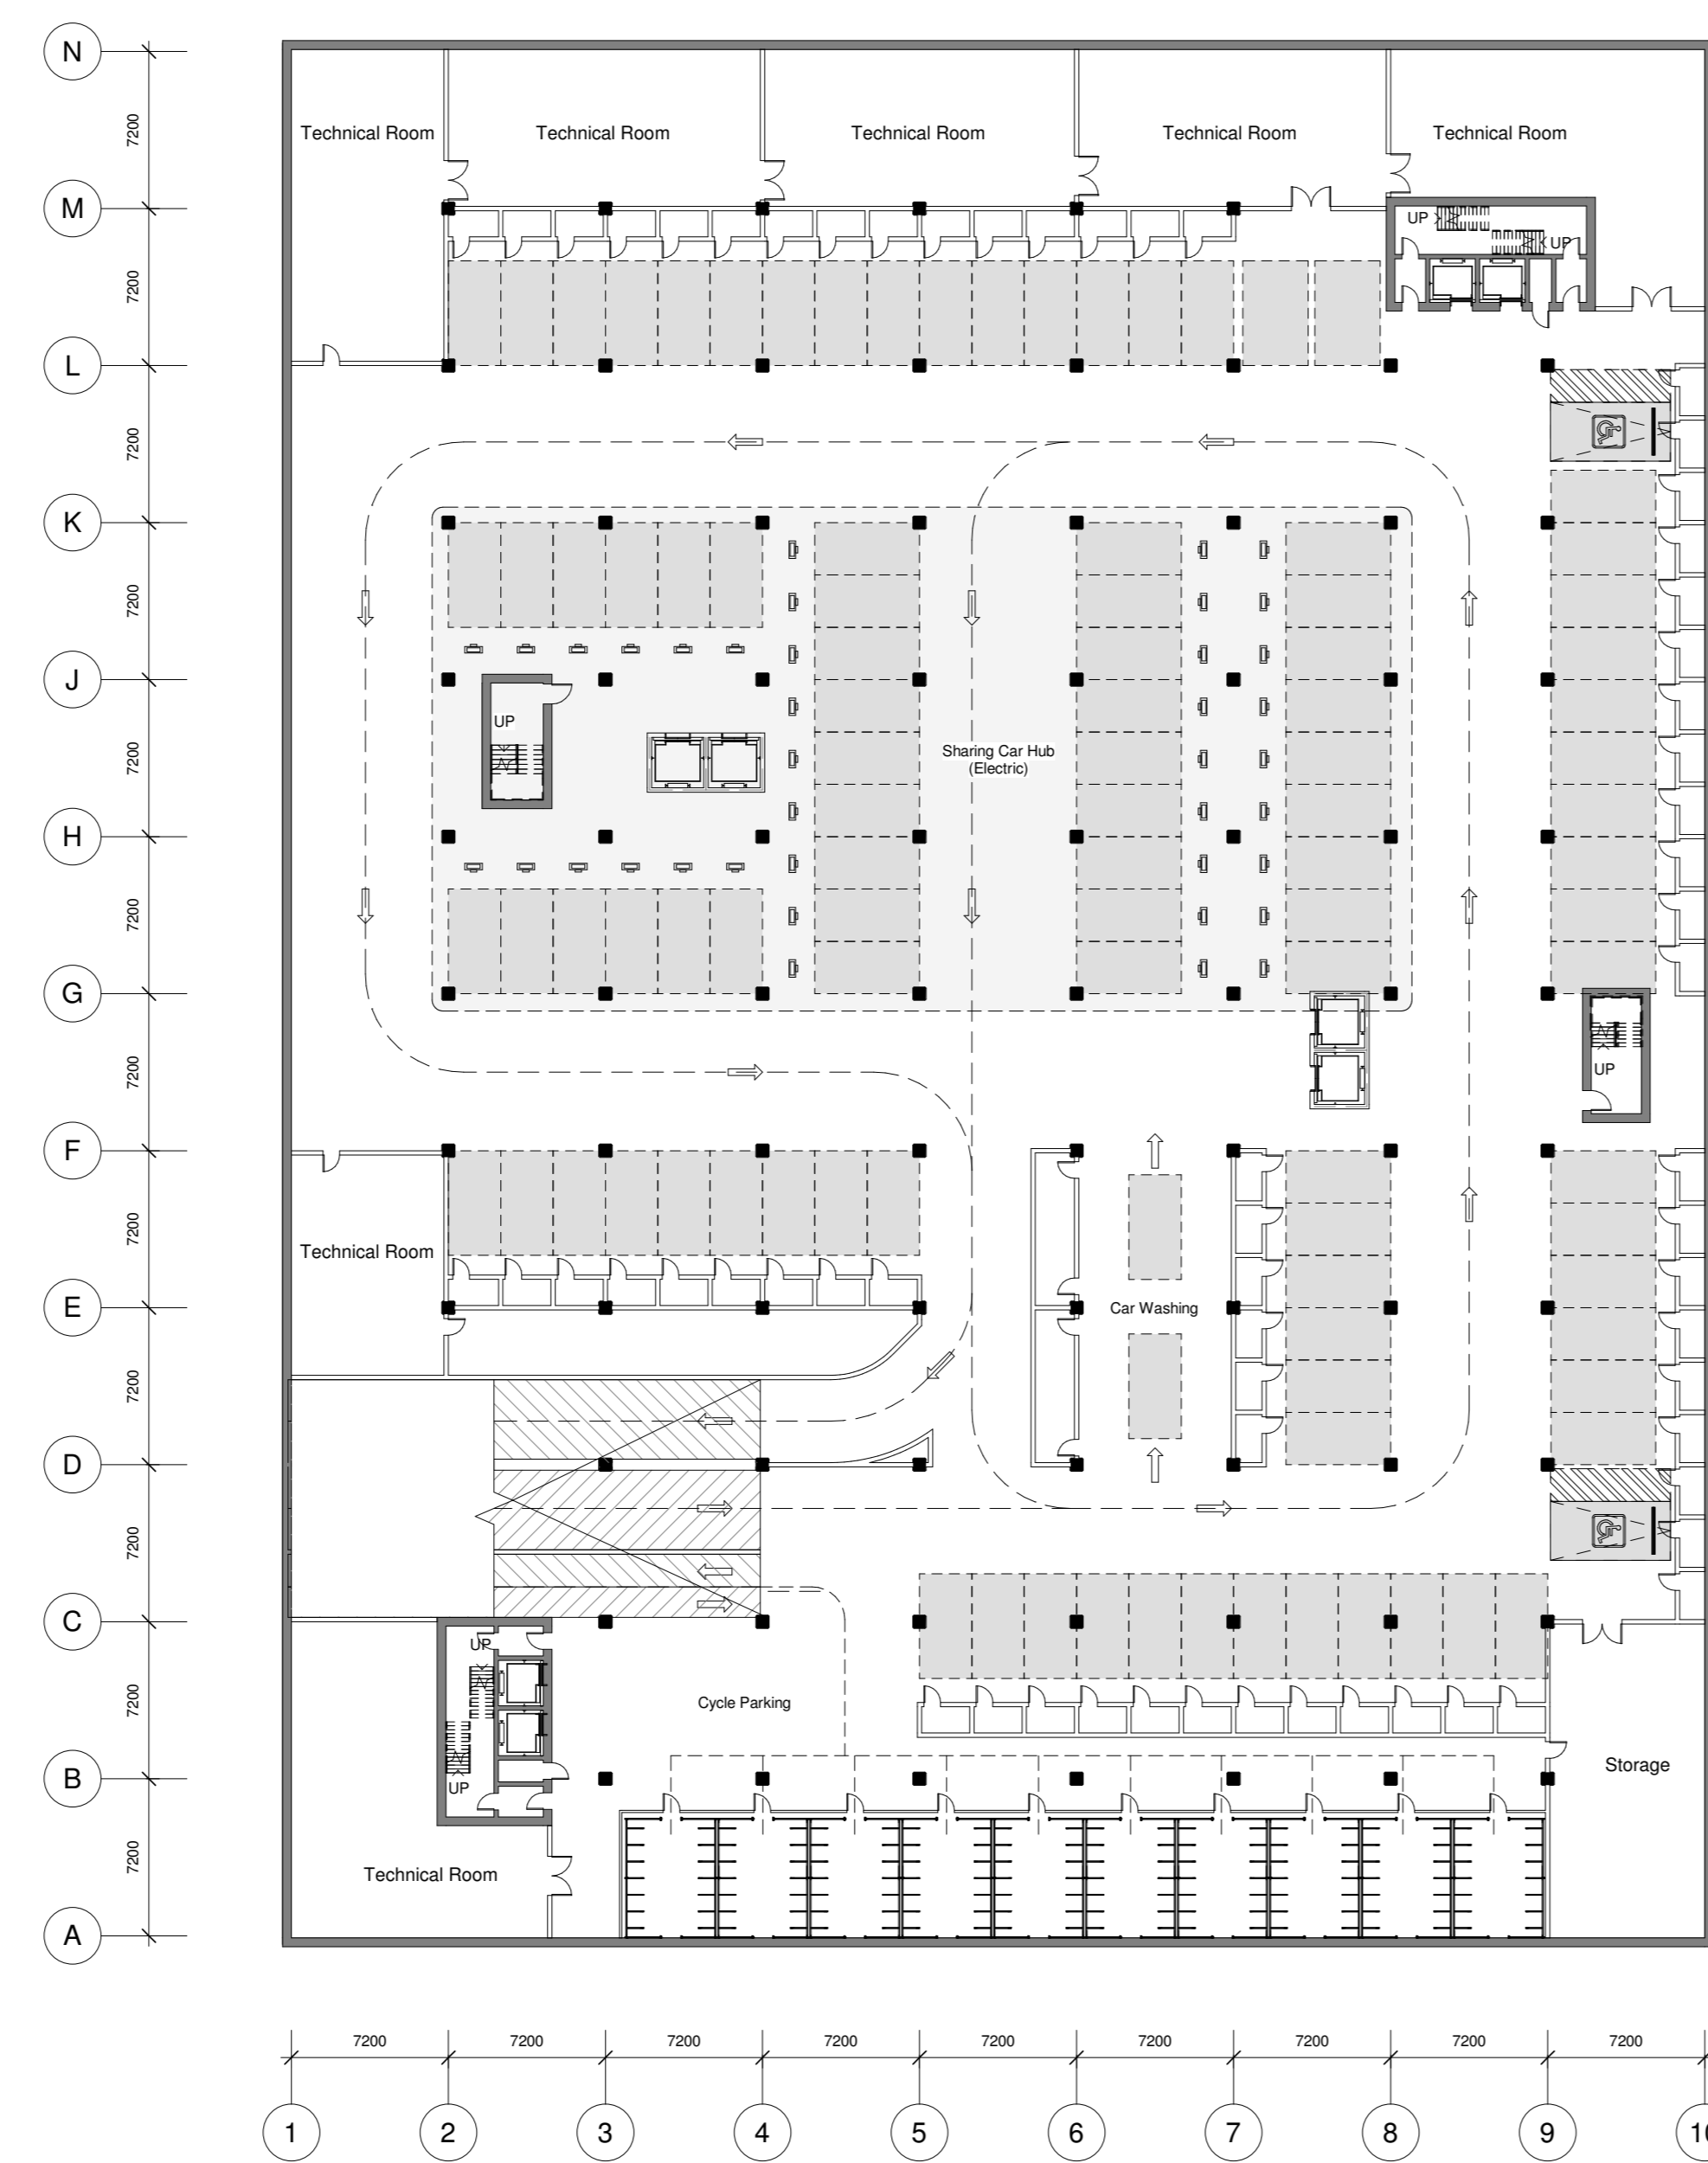 N
7200
Technical Room
Technical Room
Technical Room
Technical Room
Technical Room
M
UP
UP
7200
L
7200
K
7200
J
UP
7200
Sharing Car Hub
(Electric)
H
7200
G
7200
UP
F
7200
Technical Room
E
Car Washing
7200
D
7200
C
UP
7200
Cycle Parking
B
UP
Storage
7200
Technical Room
A
7200
7200
7200
7200
7200
7200
7200
7200
7200
1
2
3
4
5
6
7
8
9